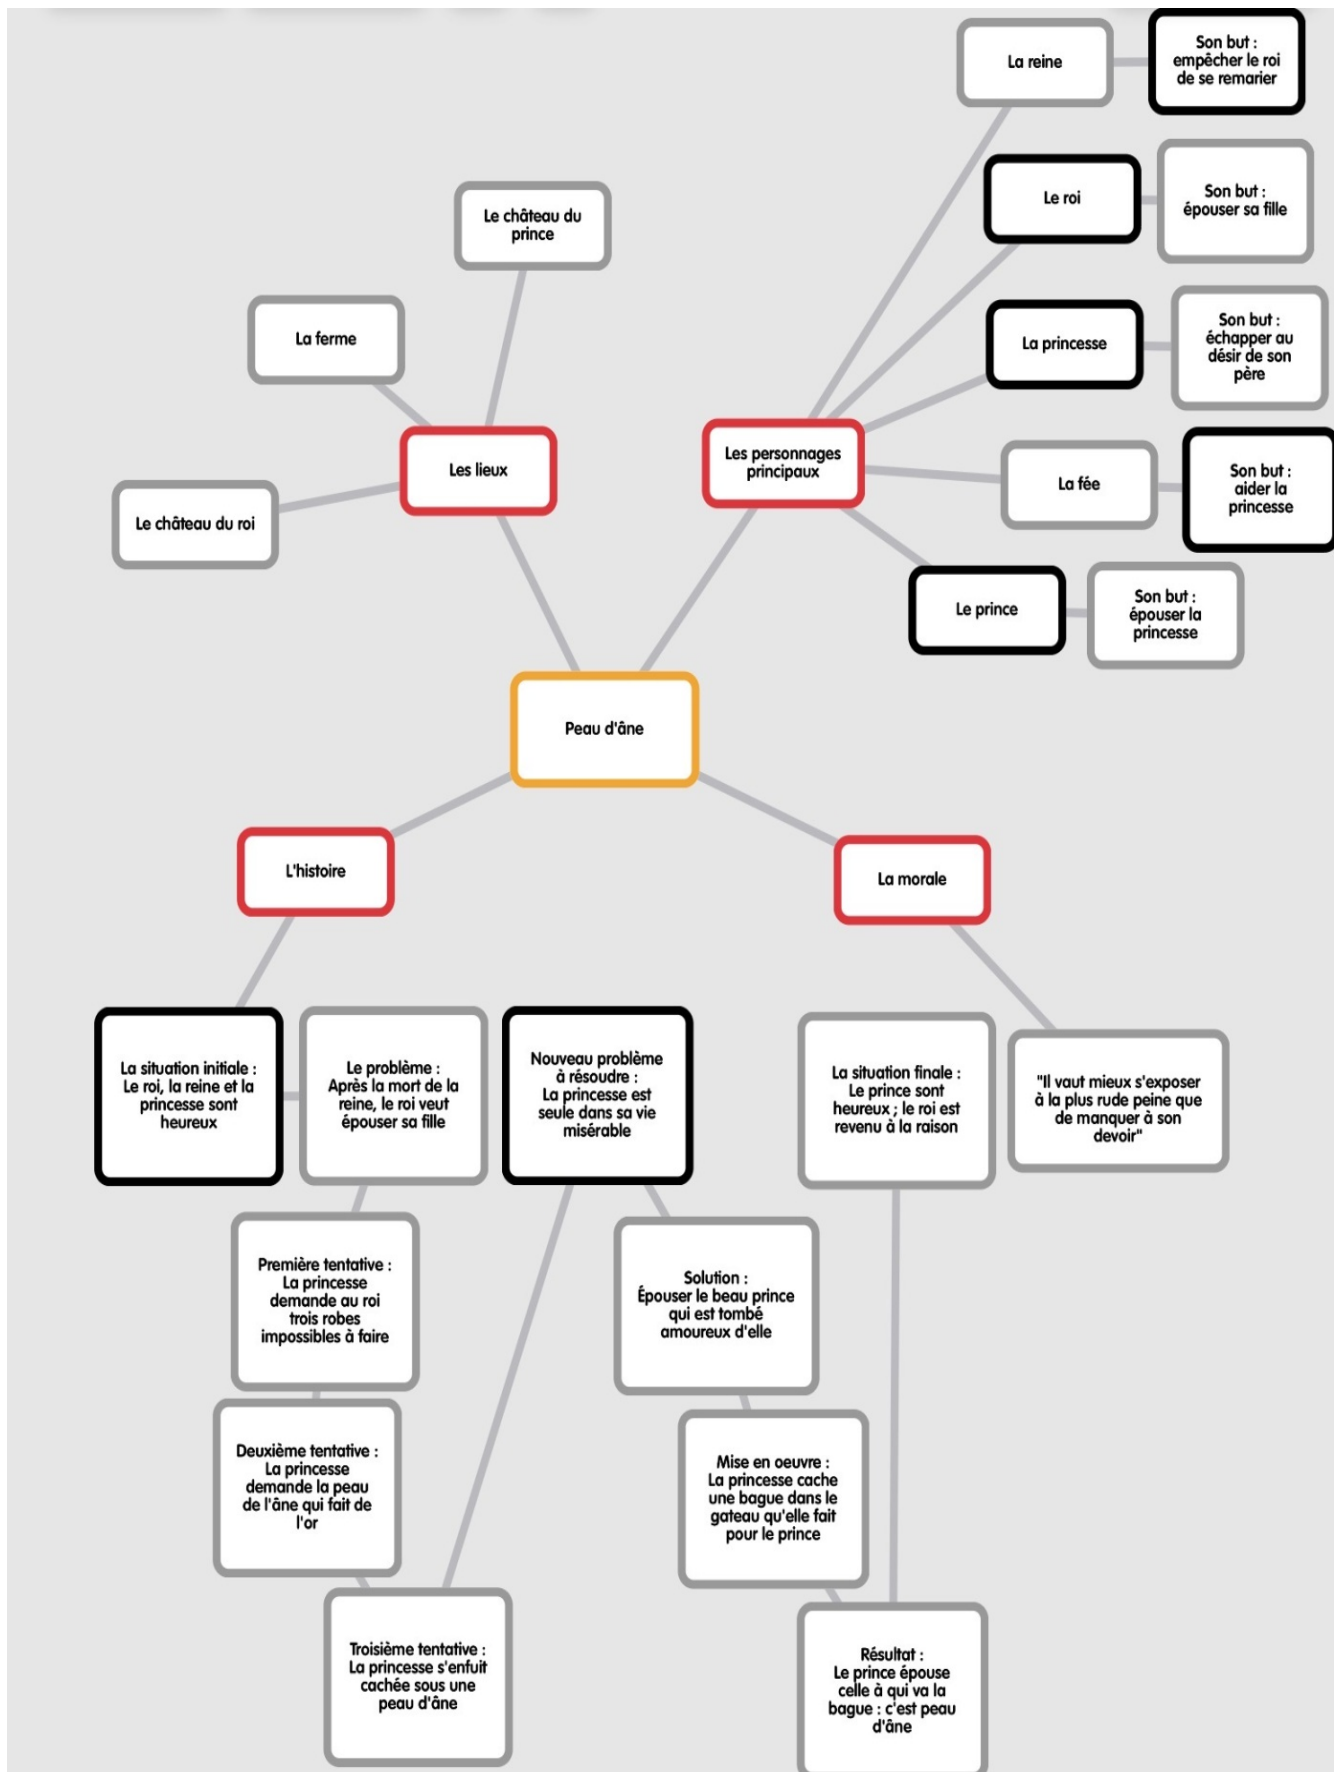 La reine
Son but :
empêcher le roi
de se remarier
Le roi
Son but :
épouser sa fille
La princesse
Son but :
échapper au
désir de son
père
La fée
Son but :
aider la
princesse
Le prince
Son but :
épouser la
princesse
Les personnages
principaux
Le château du
prince
La ferme
Les lieux
Le château du roi
Peau d'âne
L'histoire
La morale
La situation initiale :
Le roi, la reine et la
princesse sont
heureux
Le problème :
Après la mort de la
reine, le roi veut
épouser sa fille
Nouveau problème
à résoudre :
La princesse est
seule dans sa vie
misérable
La situation finale :
Le prince sont
heureux ; le roi est
revenu à la raison
"Il vaut mieux s'exposer
à la plus rude peine que
de manquer à son
devoir"
Première tentative :
La princesse
demande au roi
trois robes
impossibles à faire
Solution :
Épouser le beau prince
qui est tombé
amoureux d'elle
Deuxième tentative :
La princesse
demande la peau
de l'âne qui fait de
l'or
Mise en oeuvre :
La princesse cache
une bague dans le
gateau qu'elle fait
pour le prince
Troisième tentative :
La princesse s'enfuit
cachée sous une
peau d'âne
Résultat :
Le prince épouse
celle à qui va la
bague : c'est peau
d'âne